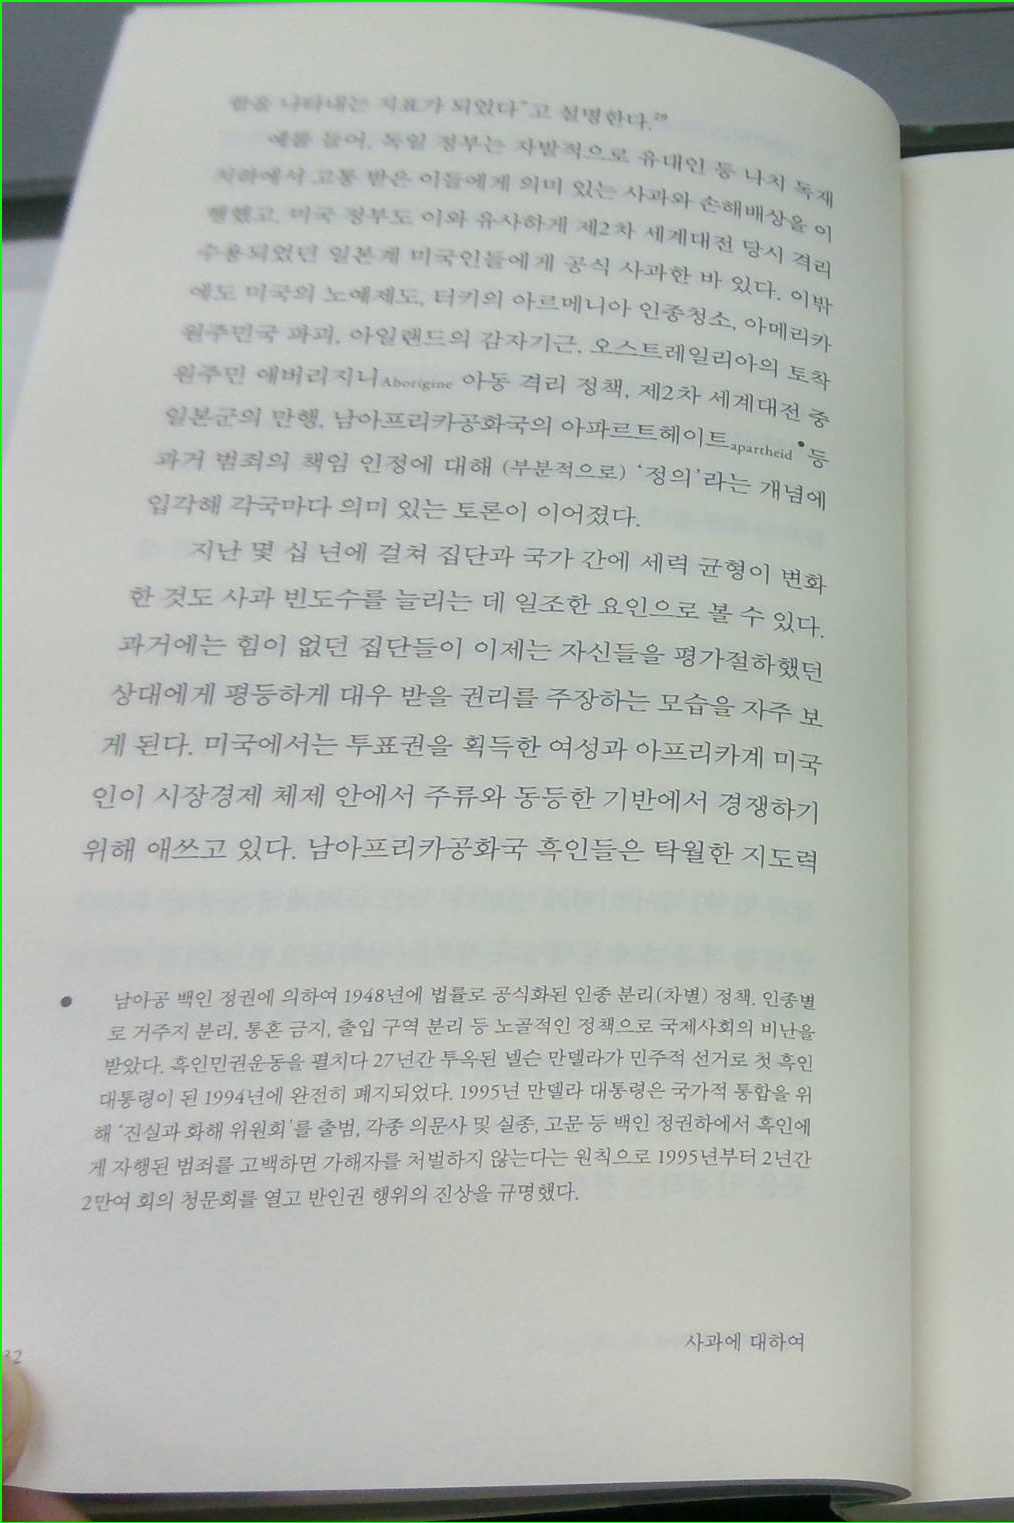 함을 나타내는 지표가 되었다”고 설명한다.²⁹
예를 들어, 독일 정부는 자발적으로 유대인 등 나치 독재
치하에서 고통 받은 이들에게 의미 있는 사과와 손해배상을 이
행했고, 미국 정부도 이와 유사하게 제2차 세계대전 당시 격리
수용되었던 일본계 미국인들에게 공식 사과한 바 있다. 이밖
에도 미국의 노예제도, 터키의 아르메니아 인종청소, 아메리카
원주민국 파괴, 아일랜드의 감자기근, 오스트레일리아의 토착
원주민 애버리지니Aborigine 아동 격리 정책, 제2차 세계대전 중
일본군의 만행, 남아프리카공화국의 아파르트헤이트apartheid• 등
과거 범죄의 책임 인정에 대해 (부분적으로) ‘정의’라는 개념에
입각해 각국마다 의미 있는 토론이 이어졌다.
지난 몇 십 년에 걸쳐 집단과 국가 간에 세력 균형이 변화
한 것도 사과 빈도수를 늘리는 데 일조한 요인으로 볼 수 있다.
과거에는 힘이 없던 집단들이 이제는 자신들을 평가절하했던
상대에게 평등하게 대우 받을 권리를 주장하는 모습을 자주 보
게 된다. 미국에서는 투표권을 획득한 여성과 아프리카계 미국
인이 시장경제 체제 안에서 주류와 동등한 기반에서 경쟁하기
위해 애쓰고 있다. 남아프리카공화국 흑인들은 탁월한 지도력
• 남아공 백인 정권에 의하여 1948년에 법률로 공식화된 인종 분리(차별) 정책. 인종별
로 거주지 분리, 통혼 금지, 출입 구역 분리 등 노골적인 정책으로 국제사회의 비난을
받았다. 흑인민권운동을 펼치다 27년간 투옥된 넬슨 만델라가 민주적 선거로 첫 흑인
대통령이 된 1994년에 완전히 폐지되었다. 1995년 만델라 대통령은 국가적 통합을 위
해 ‘진실과 화해 위원회’를 출범, 각종 의문사 및 실종, 고문 등 백인 정권하에서 흑인에
게 자행된 범죄를 고백하면 가해자를 처벌하지 않는다는 원칙으로 1995년부터 2년간
2만여 회의 청문회를 열고 반인권 행위의 진상을 규명했다.
사과에 대하여
32